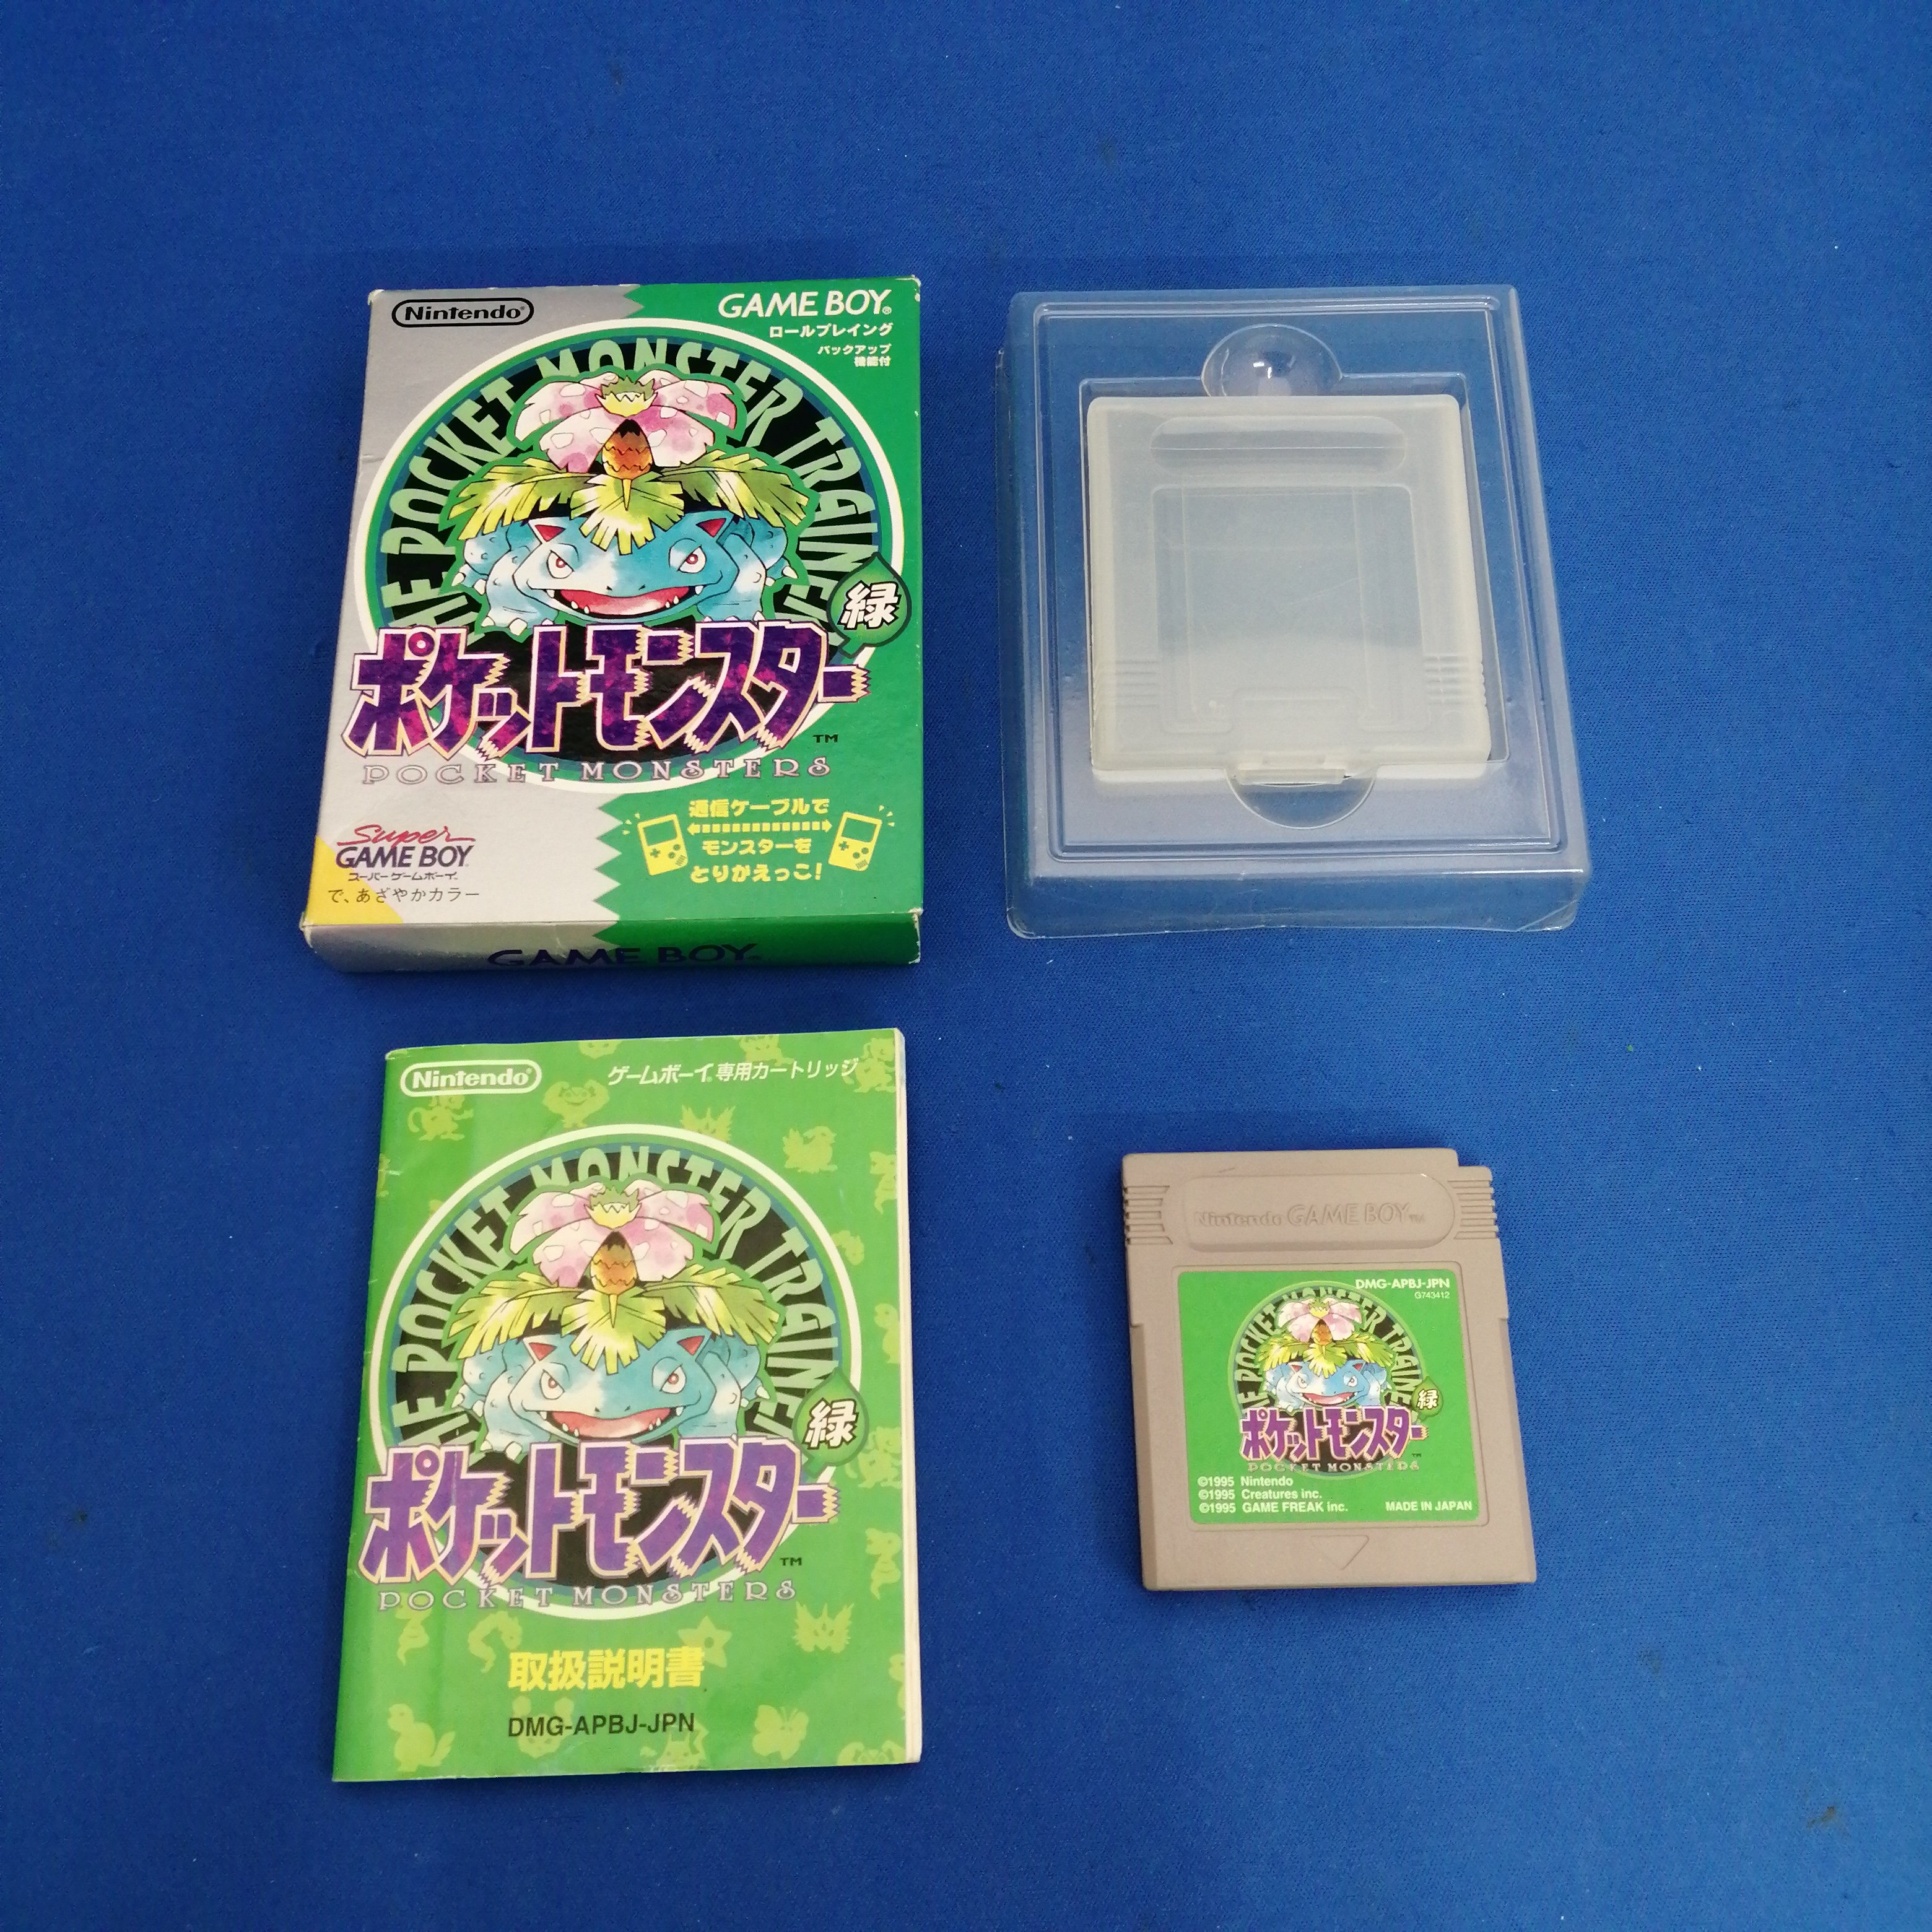 Nintendo®
GAME BOY®
ロールプレイング
バックアップ
機能付
POCKET MONSTER TRAINER
緑
ポケットモンスター
TM
POCKET MONSTERS
通信ケーブルで
モンスターを
とりかえっこ!
Super
GAME BOY
スーパーゲームボーイ
で、あざやかカラー
GAME BOY
Nintendo®
ゲームボーイ®専用カートリッジ
POCKET MONSTER TRAINER
緑
ポケットモンスター
TM
POCKET MONSTERS
取扱説明書
DMG-APBJ-JPN
Nintendo GAME BOY TM
DMG-APBJ-JPN
G743412
POCKET MONSTER TRAINER
緑
ポケットモンスター
TM
POCKET MONSTERS
©1995 Nintendo
©1995 Creatures inc.
©1995 GAME FREAK inc.
MADE IN JAPAN